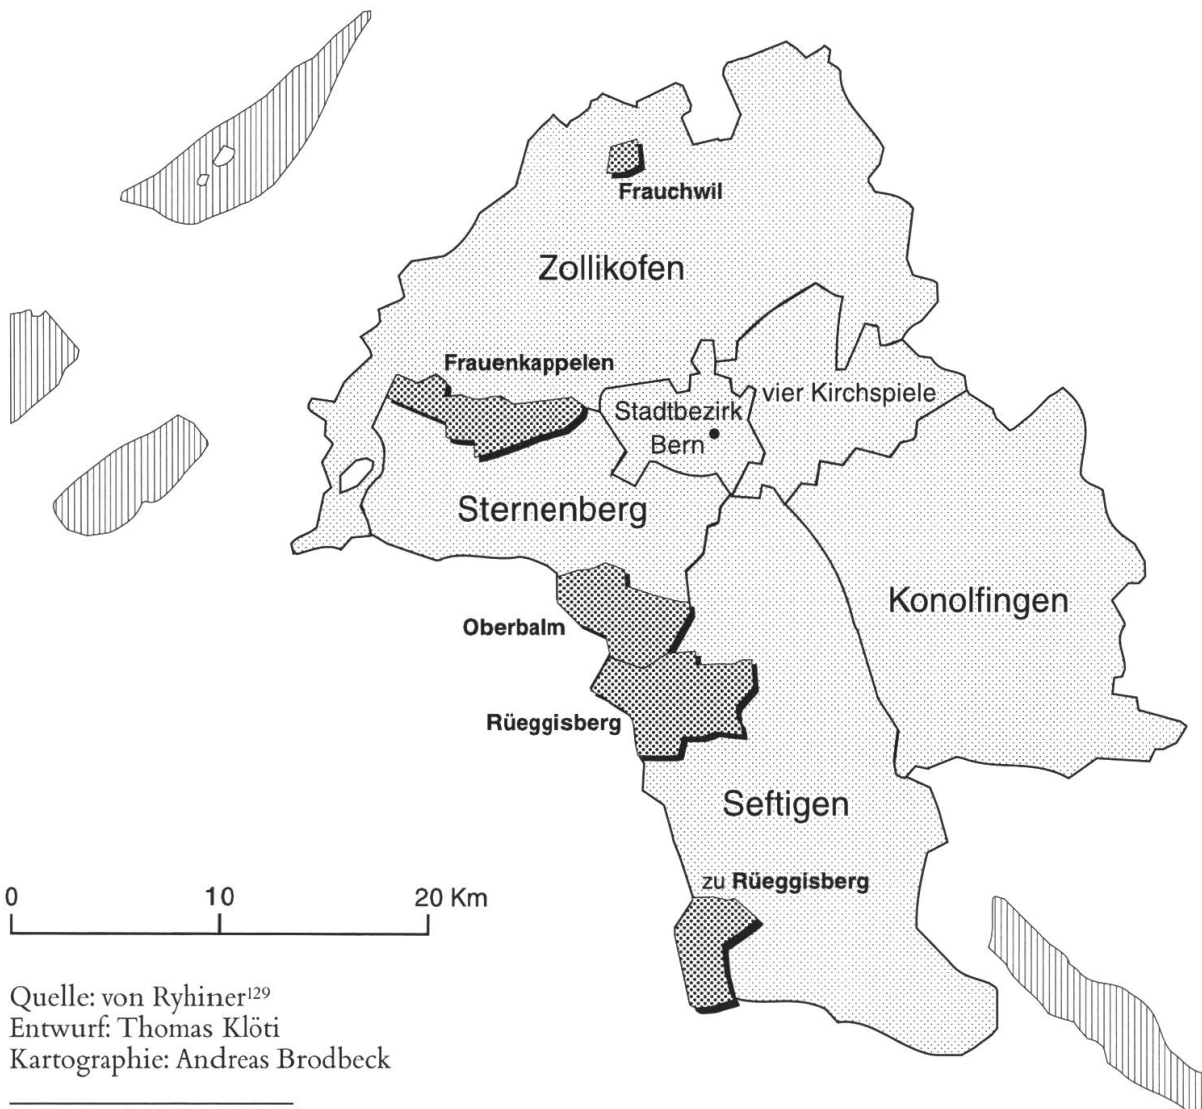 Frauchwil
Zollikofen
Frauenkappelen
vier Kirchspiele
Stadtbezirk
Bern
Sternenberg
Konolfingen
Oberbalm
Rüeggisberg
Seftigen
zu Rüeggisberg
0 10 20 Km
Quelle: von Ryhiner¹²⁹
Entwurf: Thomas Klöti
Kartographie: Andreas Brodbeck